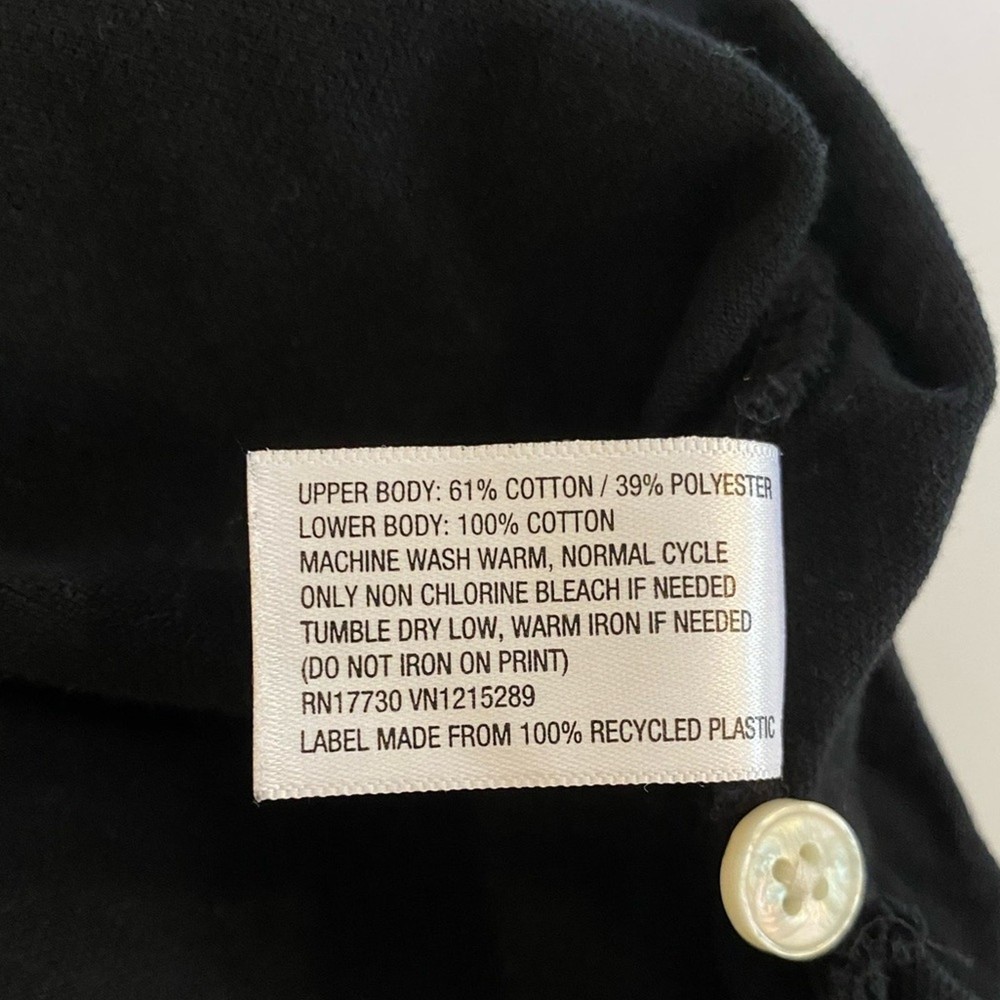 UPPER BODY: 61% COTTON / 39% POLYESTER
LOWER BODY: 100% COTTON
MACHINE WASH WARM, NORMAL CYCLE
ONLY NON CHLORINE BLEACH IF NEEDED
TUMBLE DRY LOW, WARM IRON IF NEEDED
(DO NOT IRON ON PRINT)
RN17730 VN1215289
LABEL MADE FROM 100% RECYCLED PLASTIC